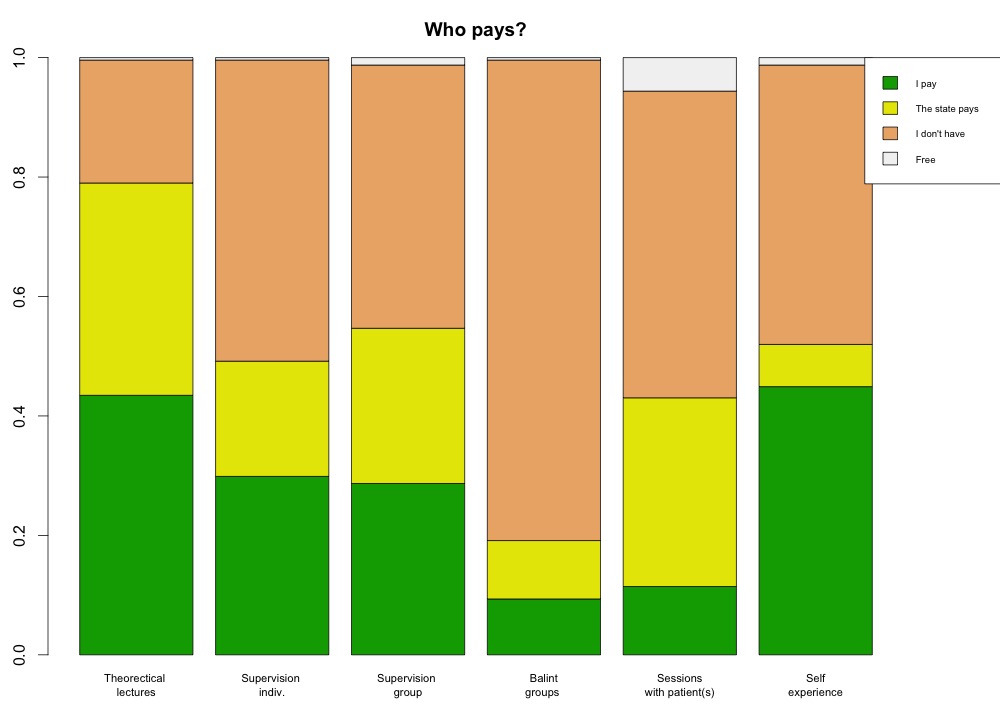 Who pays?
1.0
0.8
0.6
0.4
0.2
0.0
I pay
The state pays
I don't have
Free
Theorectical
lectures
Supervision
indiv.
Supervision
group
Balint
groups
Sessions
with patient(s)
Self
experience